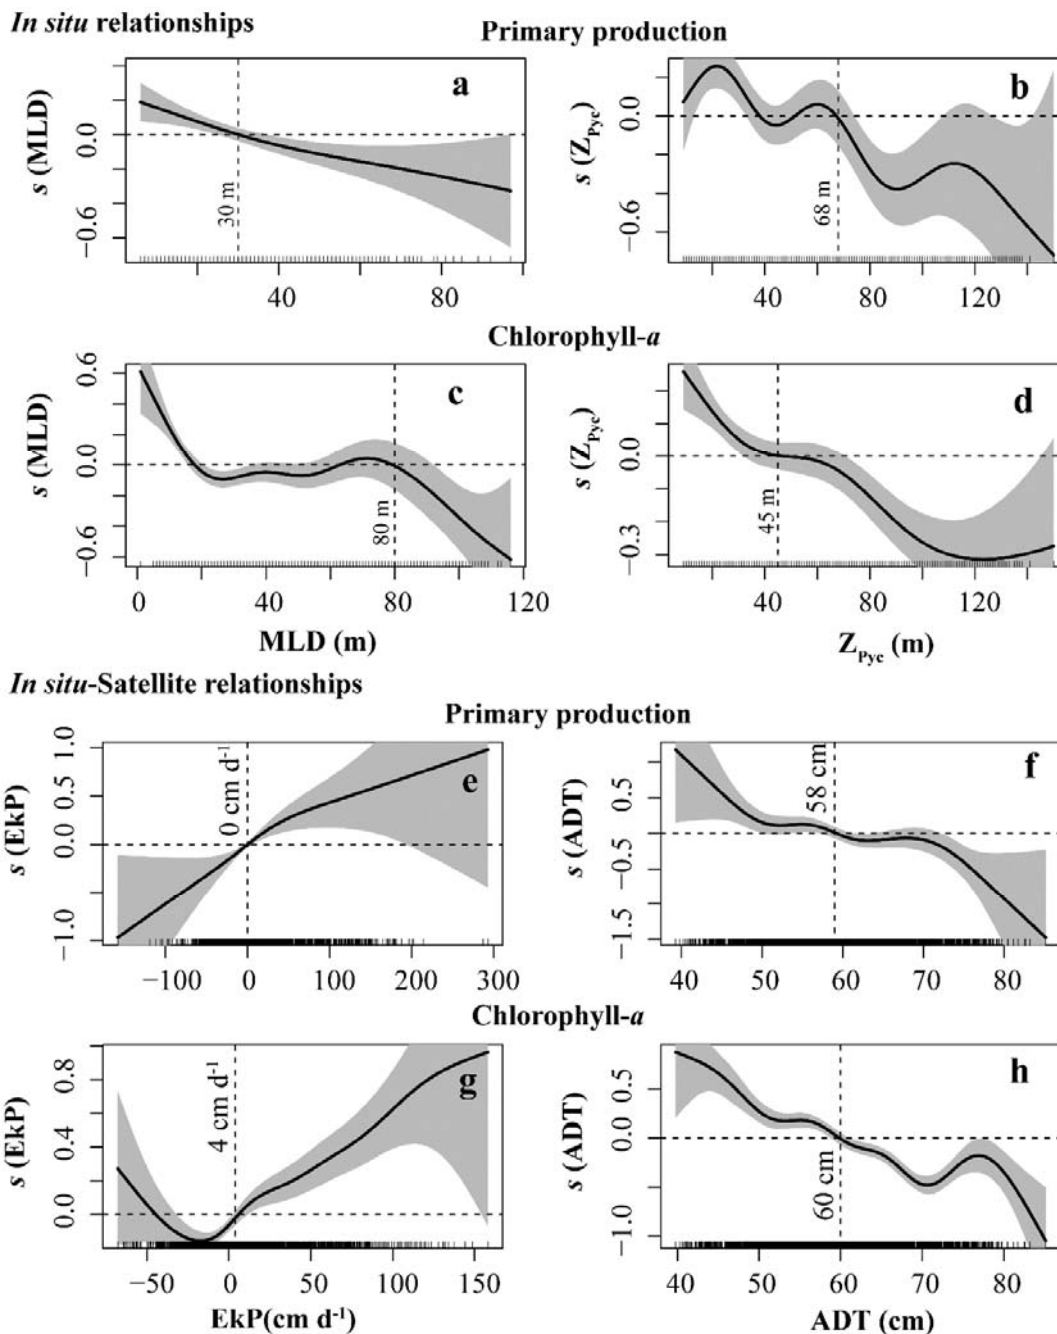 In situ relationships
Primary production
a
s (MLD)
0.0
−0.6
30 m
40
80
b
s (Z_Pyc)
0.0
−0.6
68 m
40
80
120
Chlorophyll-a
c
s (MLD)
0.6
0.0
−0.6
80 m
0
40
80
120
MLD (m)
d
s (Z_Pyc)
0.0
−0.3
45 m
40
80
120
Z_Pyc (m)
In situ-Satellite relationships
Primary production
e
s (EkP)
1.0
0.5
0.0
−1.0
0 cm d⁻¹
−100
0
100
200
300
f
s (ADT)
0.5
−0.5
−1.5
58 cm
40
50
60
70
80
Chlorophyll-a
g
s (EkP)
0.8
0.4
0.0
4 cm d⁻¹
−50
0
50
100
150
EkP(cm d⁻¹)
h
s (ADT)
0.5
0.0
−1.0
60 cm
40
50
60
70
80
ADT (cm)